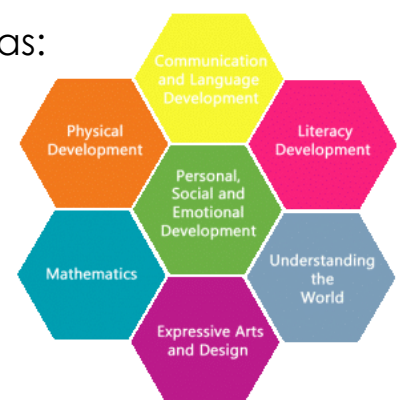 as:
Communication
and Language
Development
Physical
Development
Literacy
Development
Personal,
Social and
Emotional
Development
Mathematics
Understanding
the
World
Expressive Arts
and Design